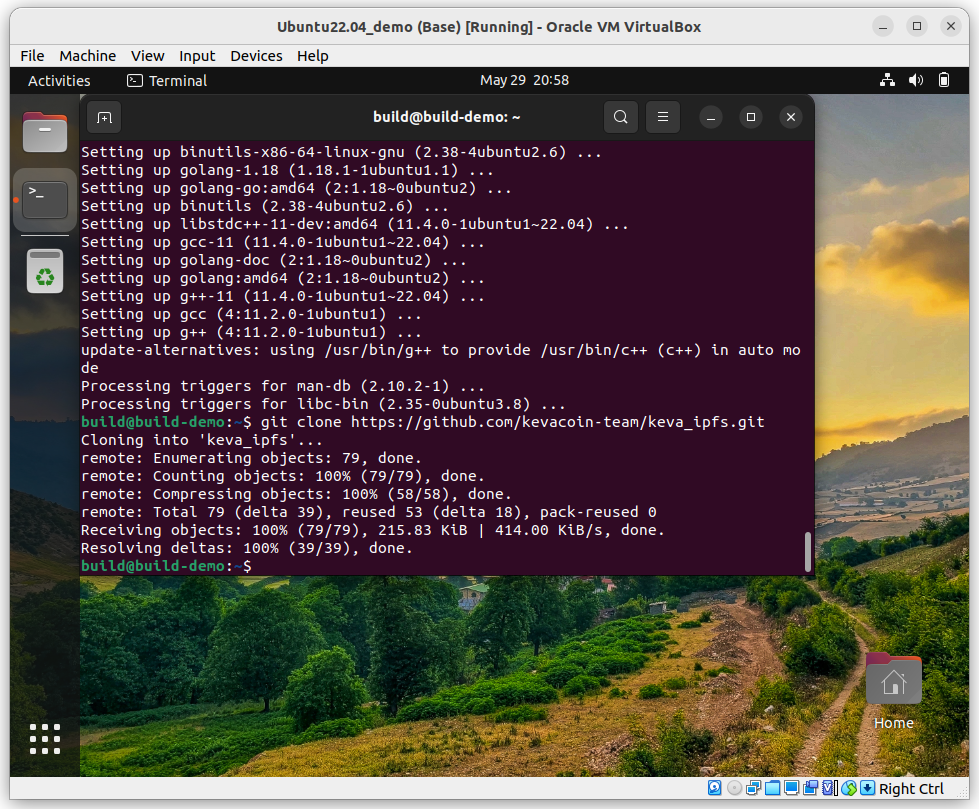 Ubuntu22.04_demo (Base) [Running] - Oracle VM VirtualBox
File Machine View Input Devices Help
Activities Terminal May 29 20:58
build@build-demo: ~
Setting up binutils-x86-64-linux-gnu (2.38-4ubuntu2.6) ...
Setting up golang-1.18 (1.18.1-1ubuntu1.1) ...
Setting up golang-go:amd64 (2:1.18~0ubuntu2) ...
Setting up binutils (2.38-4ubuntu2.6) ...
Setting up libstdc++-11-dev:amd64 (11.4.0-1ubuntu1~22.04) ...
Setting up gcc-11 (11.4.0-1ubuntu1~22.04) ...
Setting up golang-doc (2:1.18~0ubuntu2) ...
Setting up golang:amd64 (2:1.18~0ubuntu2) ...
Setting up g++-11 (11.4.0-1ubuntu1~22.04) ...
Setting up gcc (4:11.2.0-1ubuntu1) ...
Setting up g++ (4:11.2.0-1ubuntu1) ...
update-alternatives: using /usr/bin/g++ to provide /usr/bin/c++ (c++) in auto mo
de
Processing triggers for man-db (2.10.2-1) ...
Processing triggers for libc-bin (2.35-0ubuntu3.8) ...
build@build-demo:~$ git clone https://github.com/kevacoin-team/keva_ipfs.git
Cloning into 'keva_ipfs'...
remote: Enumerating objects: 79, done.
remote: Counting objects: 100% (79/79), done.
remote: Compressing objects: 100% (58/58), done.
remote: Total 79 (delta 39), reused 53 (delta 18), pack-reused 0
Receiving objects: 100% (79/79), 215.83 KiB | 414.00 KiB/s, done.
Resolving deltas: 100% (39/39), done.
build@build-demo:~$
Home
Right Ctrl